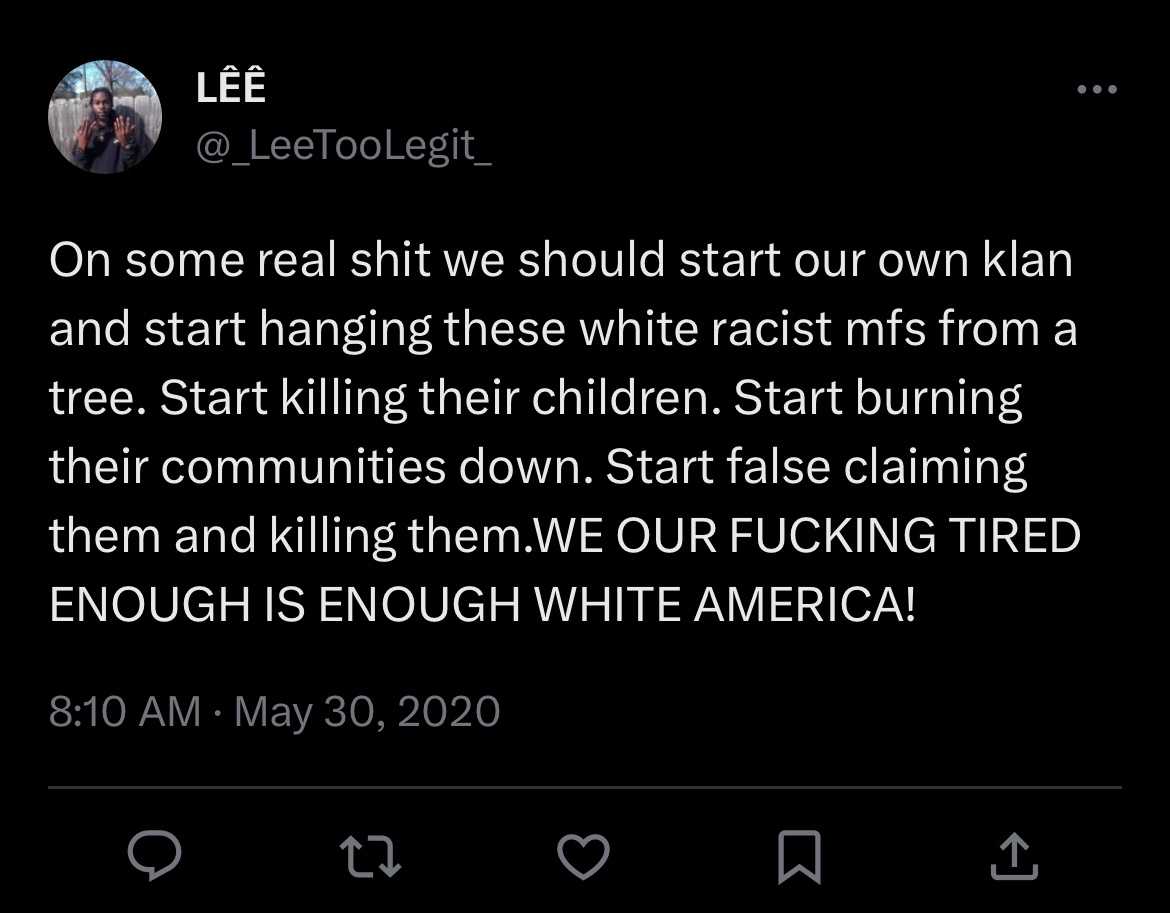 LÊÊ
@_LeeTooLegit_
On some real shit we should start our own klan
and start hanging these white racist mfs from a
tree. Start killing their children. Start burning
their communities down. Start false claiming
them and killing them.WE OUR FUCKING TIRED
ENOUGH IS ENOUGH WHITE AMERICA!
8:10 AM · May 30, 2020